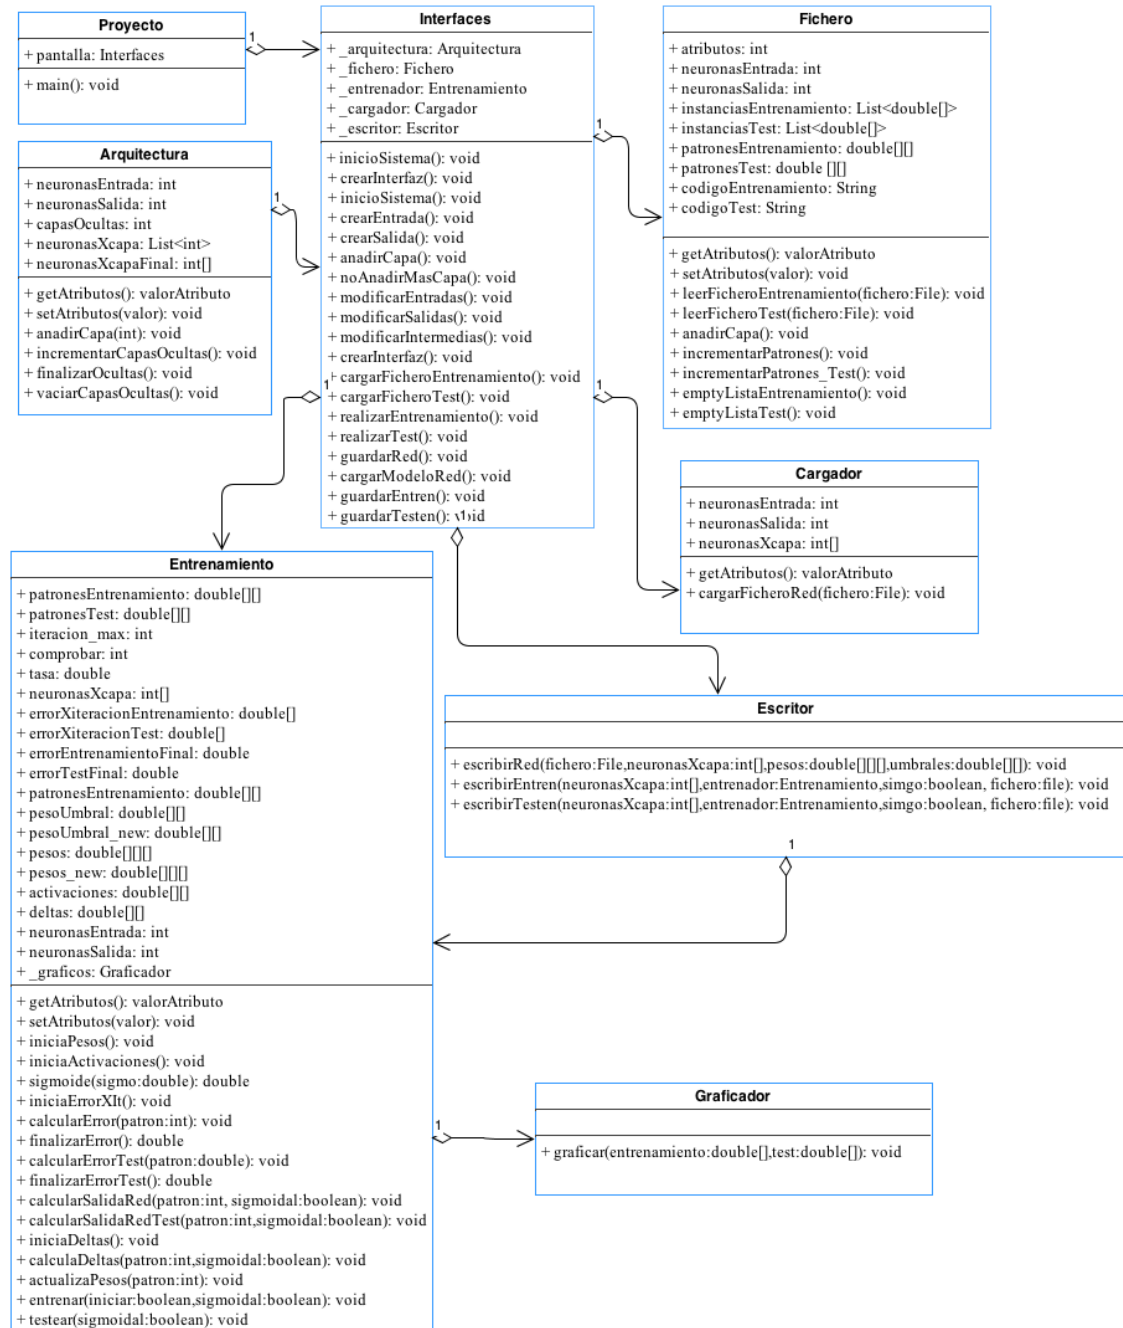 Proyecto
+ pantalla: Interfaces
+ main(): void
1
Interfaces
+ _arquitectura: Arquitectura
+ _fichero: Fichero
+ _entrenador: Entrenamiento
+ _cargador: Cargador
+ _escritor: Escritor
+ inicioSistema(): void
+ crearInterfaz(): void
+ inicioSistema(): void
+ crearEntrada(): void
+ crearSalida(): void
+ anadirCapa(): void
+ noAnadirMasCapa(): void
+ modificarEntradas(): void
+ modificarSalidas(): void
+ modificarIntermedias(): void
+ crearInterfaz(): void
+ cargarFicheroEntrenamiento(): void
+ cargarFicheroTest(): void
+ realizarEntrenamiento(): void
+ realizarTest(): void
+ guardarRed(): void
+ cargarModeloRed(): void
+ guardarEntren(): void
+ guardarTesten(): void
1
1
1
1
Fichero
+ atributos: int
+ neuronasEntrada: int
+ neuronasSalida: int
+ instanciasEntrenamiento: List<double[]>
+ instanciasTest: List<double[]>
+ patronesEntrenamiento: double[][]
+ patronesTest: double [][]
+ codigoEntrenamiento: String
+ codigoTest: String
+ getAtributos(): valorAtributo
+ setAtributos(valor): void
+ leerFicheroEntrenamiento(fichero:File): void
+ leerFicheroTest(fichero:File): void
+ anadirCapa(): void
+ incrementarPatrones(): void
+ incrementarPatrones_Test(): void
+ emptyListaEntrenamiento(): void
+ emptyListaTest(): void
Arquitectura
+ neuronasEntrada: int
+ neuronasSalida: int
+ capasOcultas: int
+ neuronasXcapa: List<int>
+ neuronasXcapaFinal: int[]
+ getAtributos(): valorAtributo
+ setAtributos(valor): void
+ anadirCapa(int): void
+ incrementarCapasOcultas(): void
+ finalizarOcultas(): void
+ vaciarCapasOcultas(): void
1
Cargador
+ neuronasEntrada: int
+ neuronasSalida: int
+ neuronasXcapa: int[]
+ getAtributos(): valorAtributo
+ cargarFicheroRed(fichero:File): void
Entrenamiento
+ patronesEntrenamiento: double[][]
+ patronesTest: double[][]
+ iteracion_max: int
+ comprobar: int
+ tasa: double
+ neuronasXcapa: int[]
+ errorXiteracionEntrenamiento: double[]
+ errorXiteracionTest: double[]
+ errorEntrenamientoFinal: double
+ errorTestFinal: double
+ patronesEntrenamiento: double[][]
+ pesoUmbral: double[][]
+ pesoUmbral_new: double[][]
+ pesos: double[][][]
+ pesos_new: double[][][]
+ activaciones: double[][]
+ deltas: double[][]
+ neuronasEntrada: int
+ neuronasSalida: int
+ _graficos: Graficador
+ getAtributos(): valorAtributo
+ setAtributos(valor): void
+ iniciaPesos(): void
+ iniciaActivaciones(): void
+ sigmoide(sigmo:double): double
+ iniciaErrorXIt(): void
+ calcularError(patron:int): void
+ finalizarError(): double
+ calcularErrorTest(patron:double): void
+ finalizarErrorTest(): double
+ calcularSalidaRed(patron:int, sigmoidal:boolean): void
+ calcularSalidaRedTest(patron:int,sigmoidal:boolean): void
+ iniciaDeltas(): void
+ calculaDeltas(patron:int,sigmoidal:boolean): void
+ actualizaPesos(patron:int): void
+ entrenar(iniciar:boolean,sigmoidal:boolean): void
+ testear(sigmoidal:boolean): void
1
Escritor
+ escribirRed(fichero:File,neuronasXcapa:int[],pesos:double[][][],umbrales:double[][]): void
+ escribirEntren(neuronasXcapa:int[],entrenador:Entrenamiento,simgo:boolean, fichero:file): void
+ escribirTesten(neuronasXcapa:int[],entrenador:Entrenamiento,simgo:boolean, fichero:file): void
1
Graficador
+ graficar(entrenamiento:double[],test:double[]): void